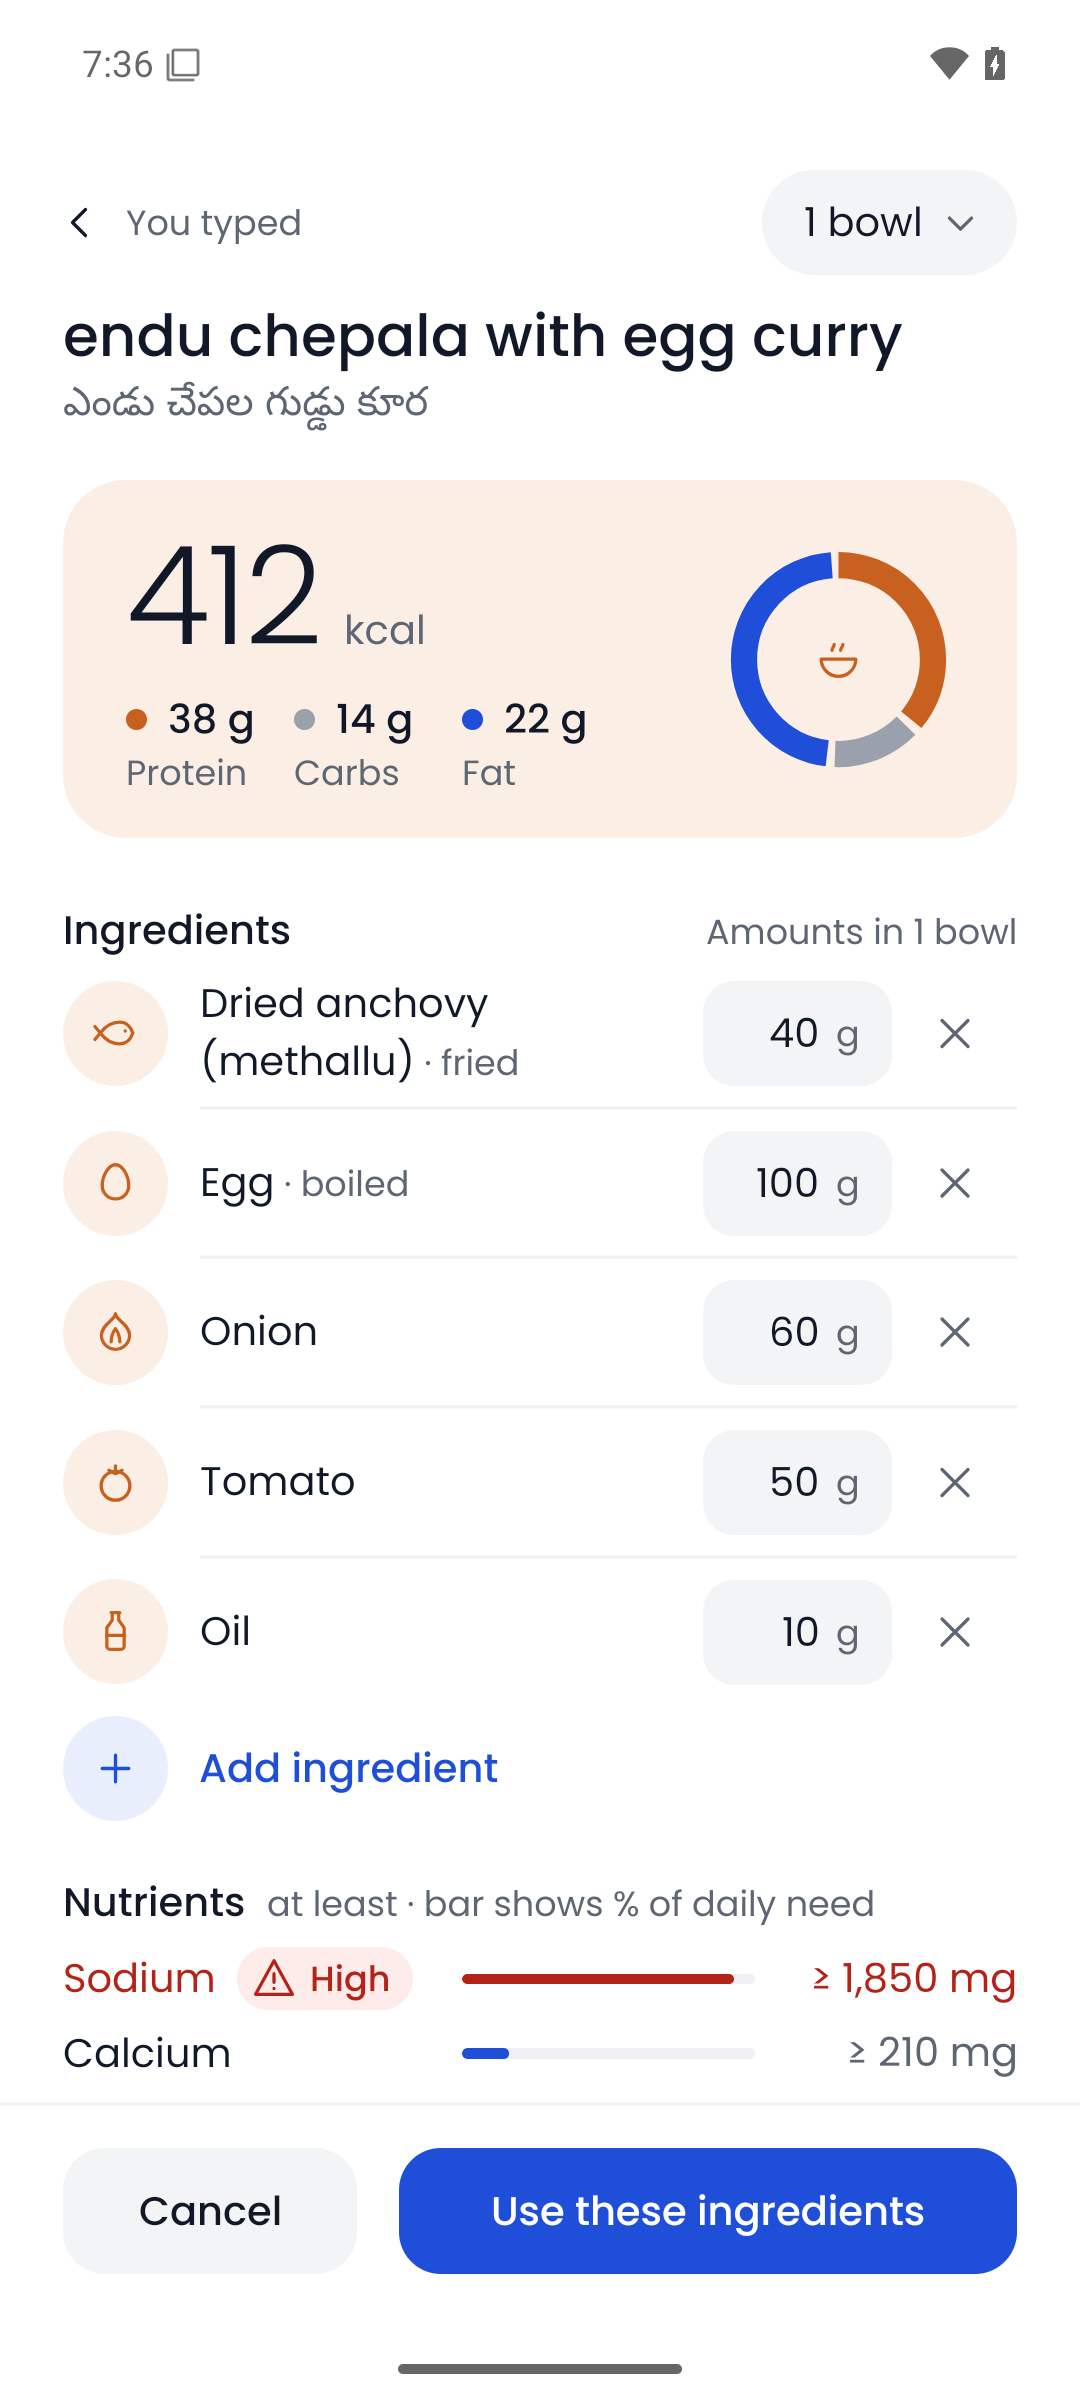 7:36
You typed
1 bowl
endu chepala with egg curry
ఎండు చేపల గుడ్డు కూర
412 kcal
38 g 14 g 22 g
Protein Carbs Fat
Ingredients Amounts in 1 bowl
Dried anchovy
(methallu) · fried
40 g
Egg · boiled 100 g
Onion 60 g
Tomato 50 g
Oil 10 g
Add ingredient
Nutrients at least · bar shows % of daily need
Sodium High ≥ 1,850 mg
Calcium ≥ 210 mg
Cancel Use these ingredients